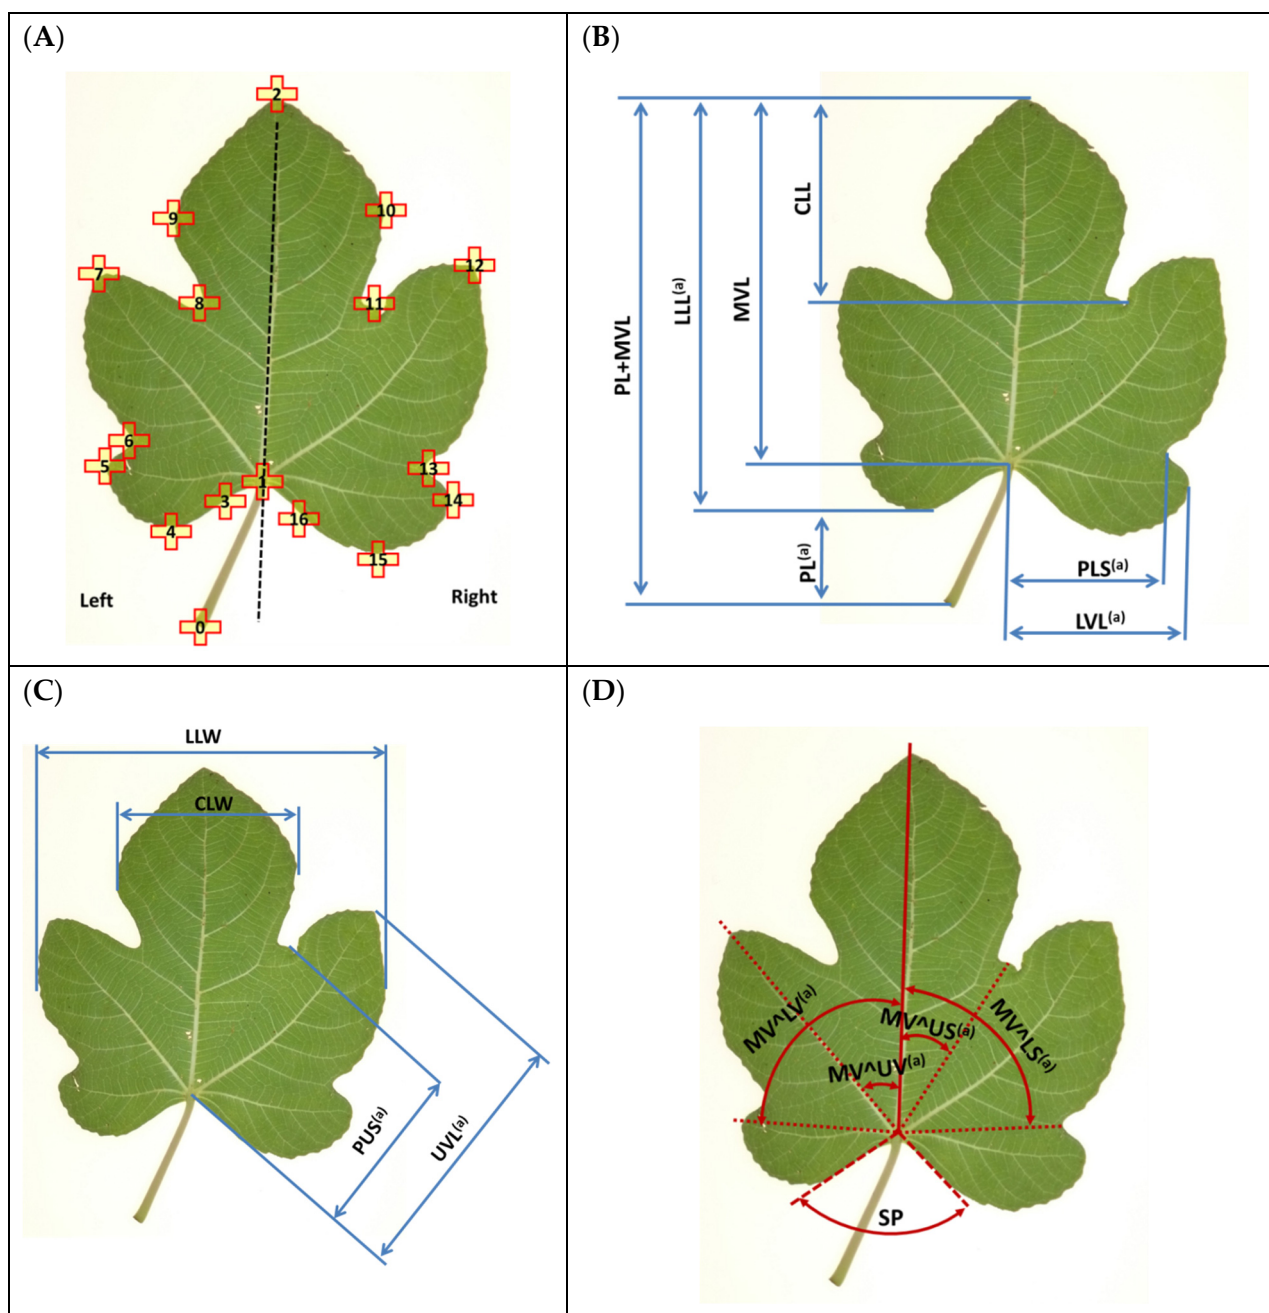 (A)
2
9
10
7
12
8
11
6
5
13
1
3
14
16
4
15
Left
Right
0
(B)
CLL
MVL
LLL(a)
PL+MVL
PL(a)
PLS(a)
LVL(a)
(C)
LLW
CLW
PUS(a)
UVL(a)
(D)
MV^LV(a)
MV^US(a)
MV^LS(a)
MV^UV(a)
SP